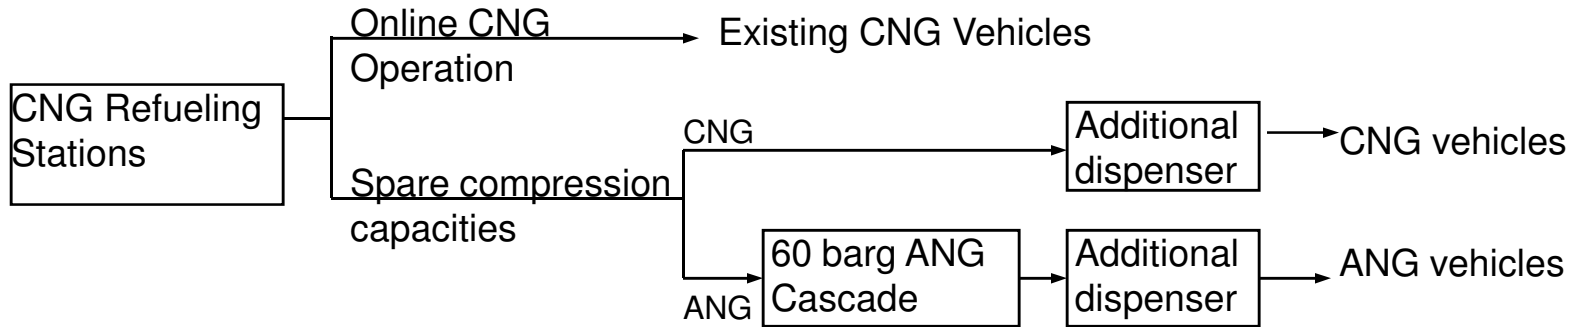 Online CNG
Operation
Existing CNG Vehicles
CNG Refueling
Stations
Spare compression
capacities
CNG
Additional
dispenser
CNG vehicles
ANG
60 barg ANG
Cascade
Additional
dispenser
ANG vehicles